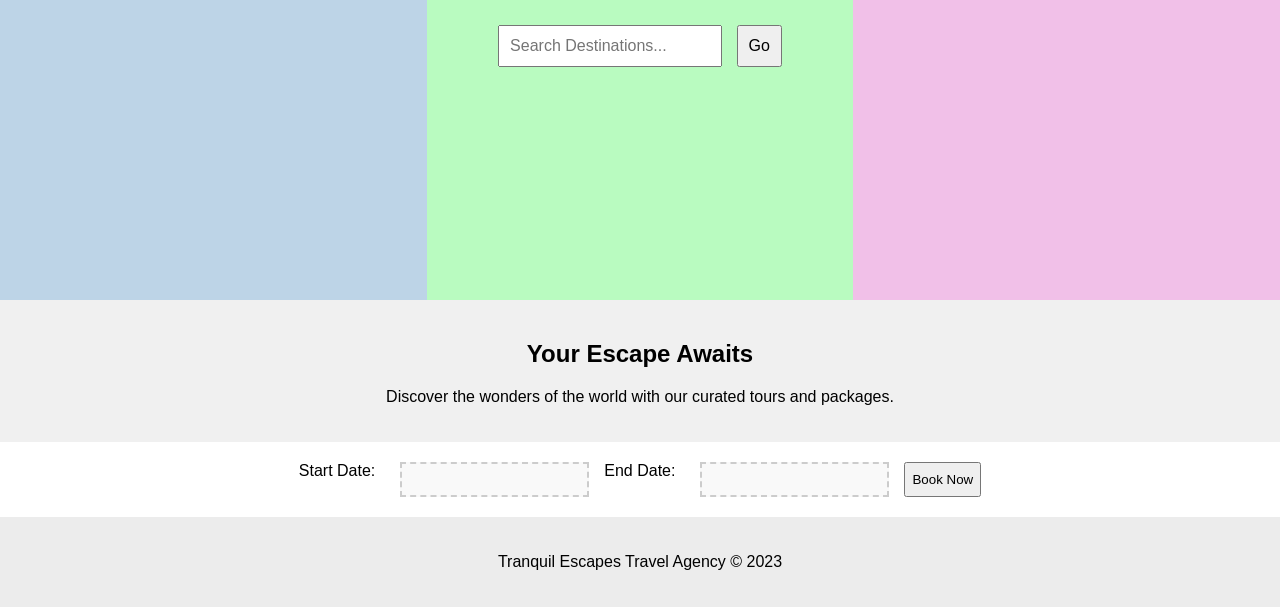 Search Destinations... Go
Your Escape Awaits
Discover the wonders of the world with our curated tours and packages.
Start Date: End Date: Book Now
Tranquil Escapes Travel Agency © 2023